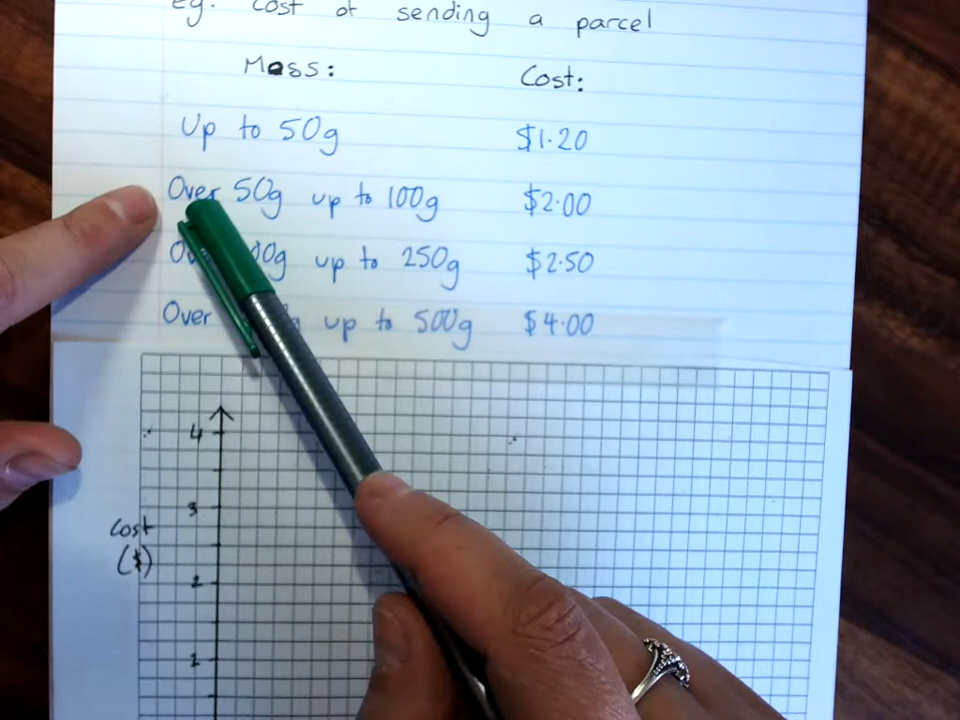 eg. cost of sending a parcel
Mass: Cost:
Up to 50g $1.20
Over 50g up to 100g $2.00
up to 250g $2.50
Over up to 500g $4.00
4
3
Cost
($)
2
1